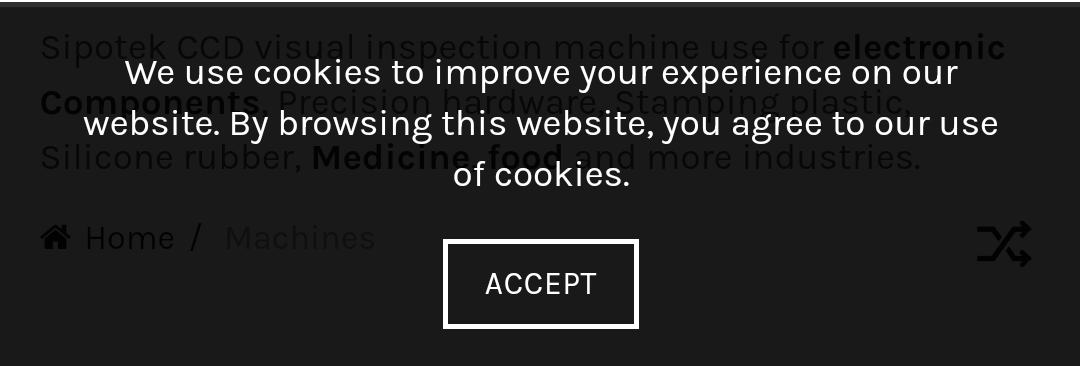 Sipotek CCD visual inspection machine use for electronic
Components, Precision hardware, Stamping plastic,
Silicone rubber, Medicine, food and more industries.
We use cookies to improve your experience on our
website. By browsing this website, you agree to our use
of cookies.
Home / Machines
ACCEPT